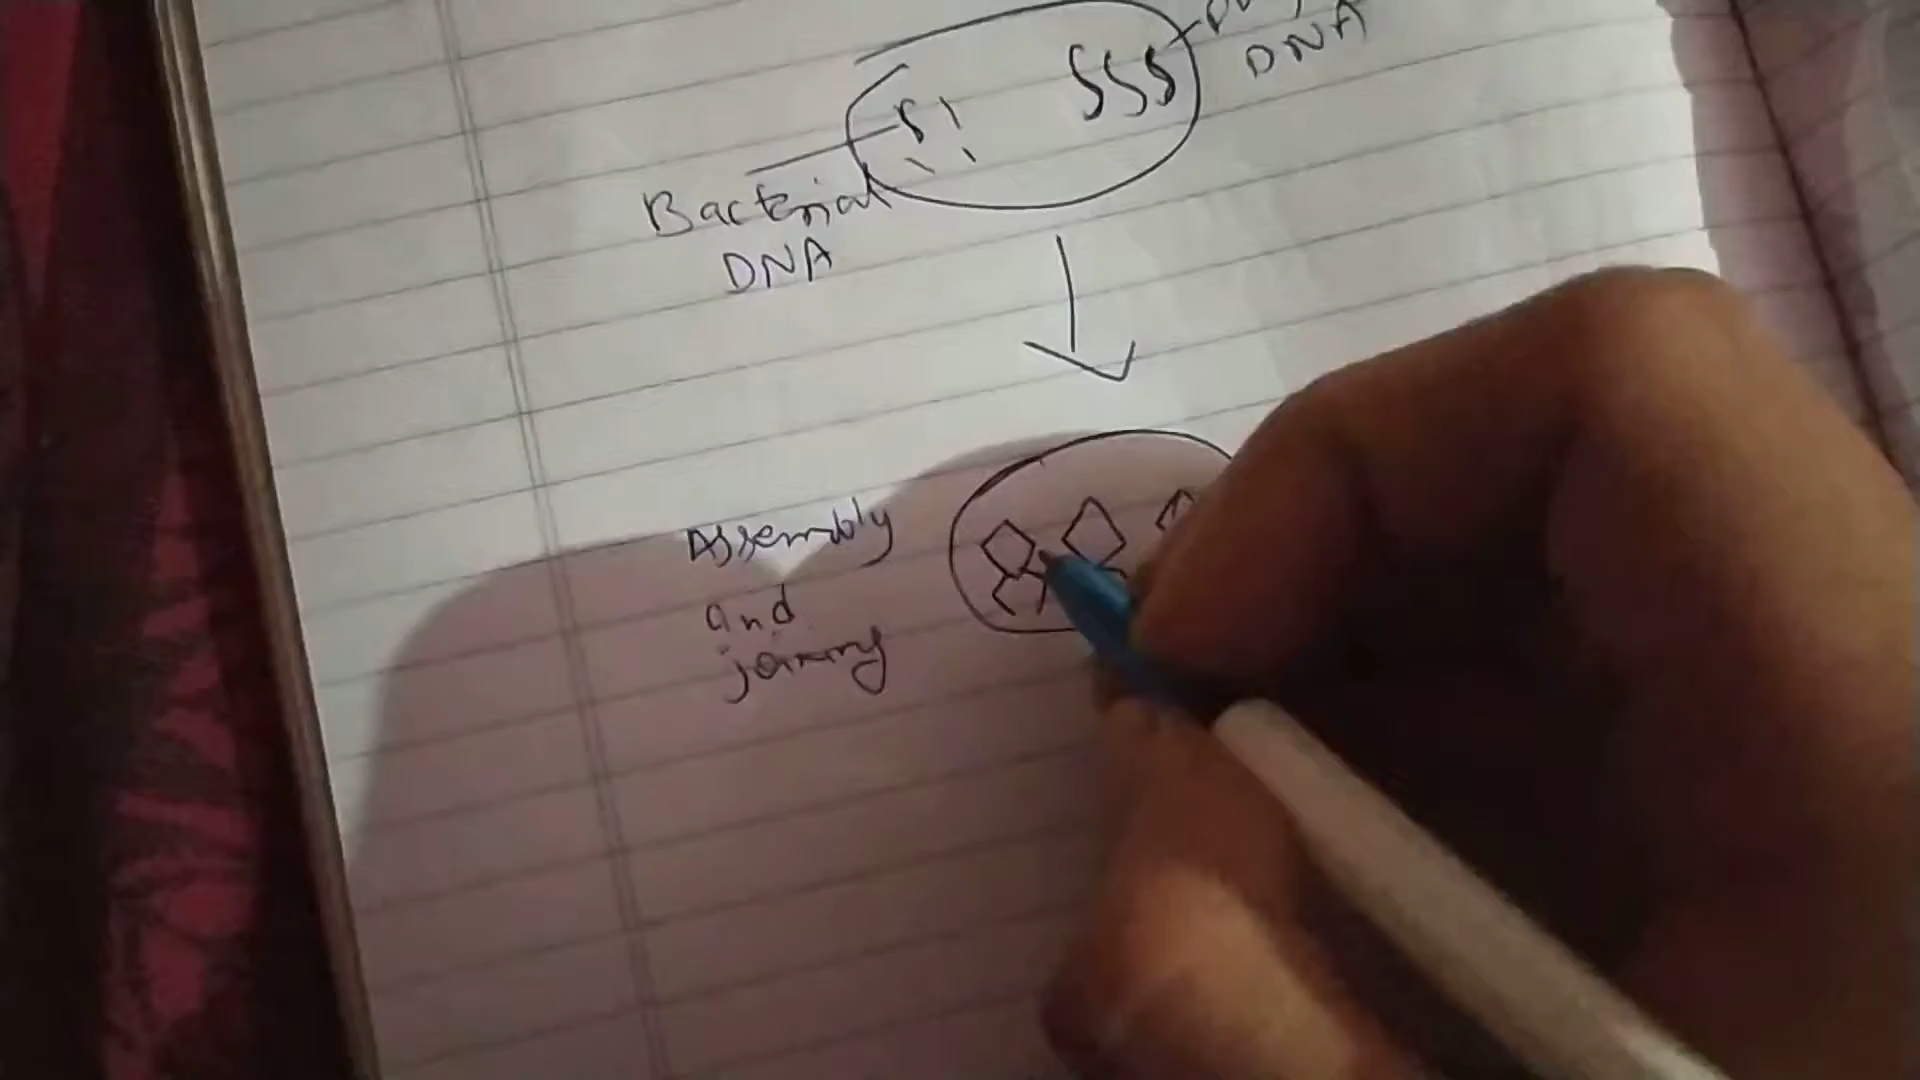 DNA
Bacterial
DNA
Assembly
and
joining